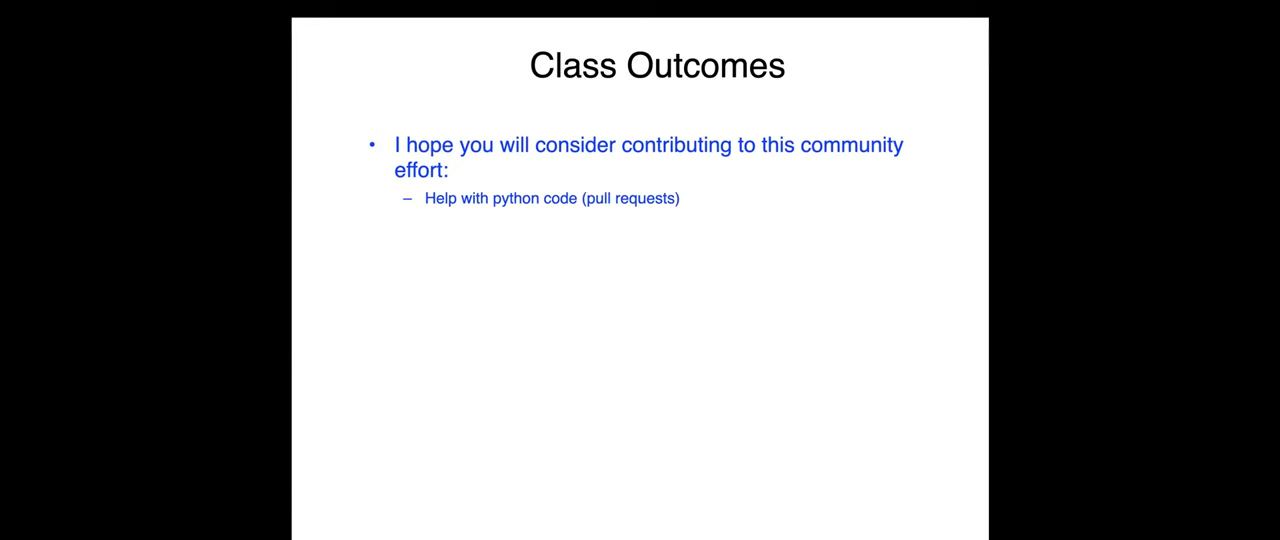 Class Outcomes
• I hope you will consider contributing to this community
effort:
– Help with python code (pull requests)